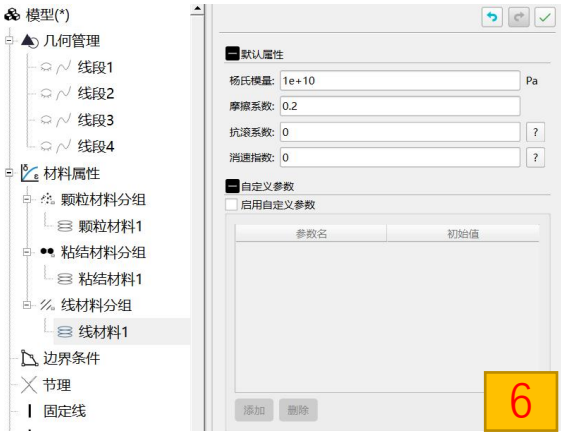 模型(*)
几何管理
线段1
线段2
线段3
线段4
材料属性
颗粒材料分组
颗粒材料1
粘结材料分组
粘结材料1
线材料分组
线材料1
边界条件
节理
固定线
默认属性
杨氏模量: 1e+10 Pa
摩擦系数: 0.2
抗滚系数: 0 ?
消速指数: 0 ?
自定义参数
启用自定义参数
参数名 初始值
添加 删除
6